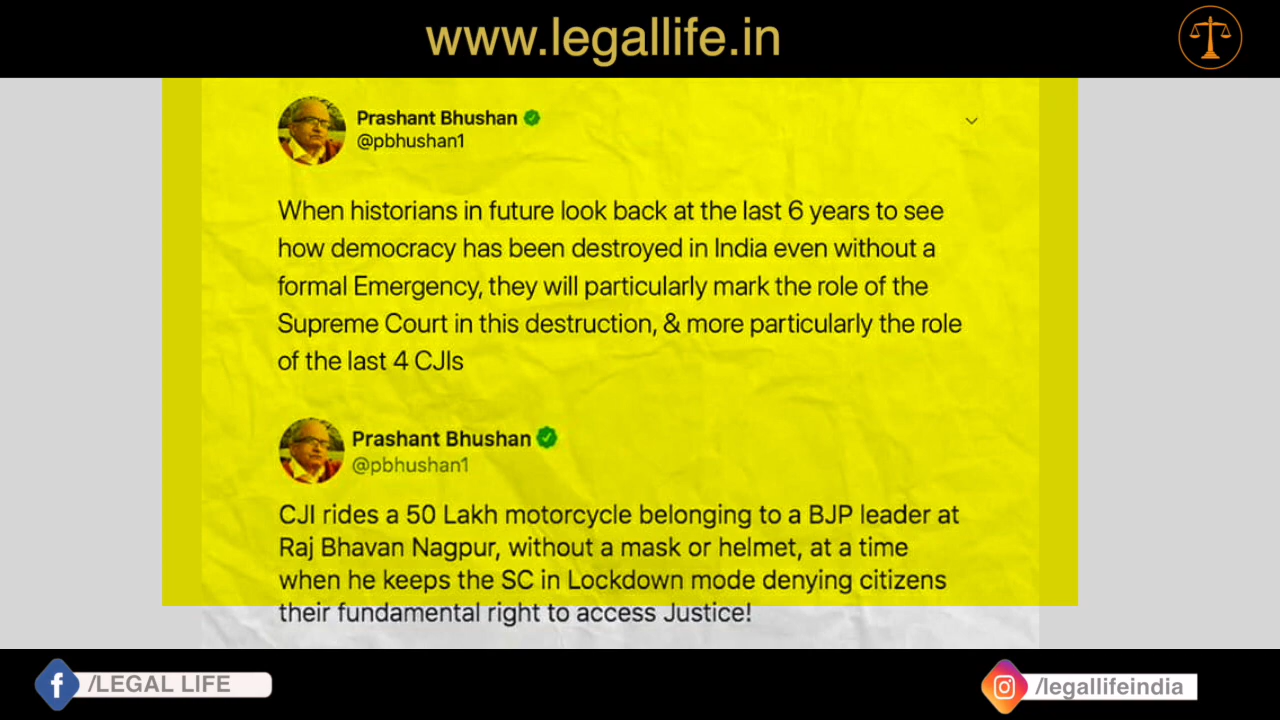 www.legallife.in
Prashant Bhushan
@pbhushan1
When historians in future look back at the last 6 years to see
how democracy has been destroyed in India even without a
formal Emergency, they will particularly mark the role of the
Supreme Court in this destruction, & more particularly the role
of the last 4 CJIs
Prashant Bhushan
@pbhushan1
CJI rides a 50 Lakh motorcycle belonging to a BJP leader at
Raj Bhavan Nagpur, without a mask or helmet, at a time
when he keeps the SC in Lockdown mode denying citizens
their fundamental right to access Justice!
/LEGAL LIFE
/legallifeindia